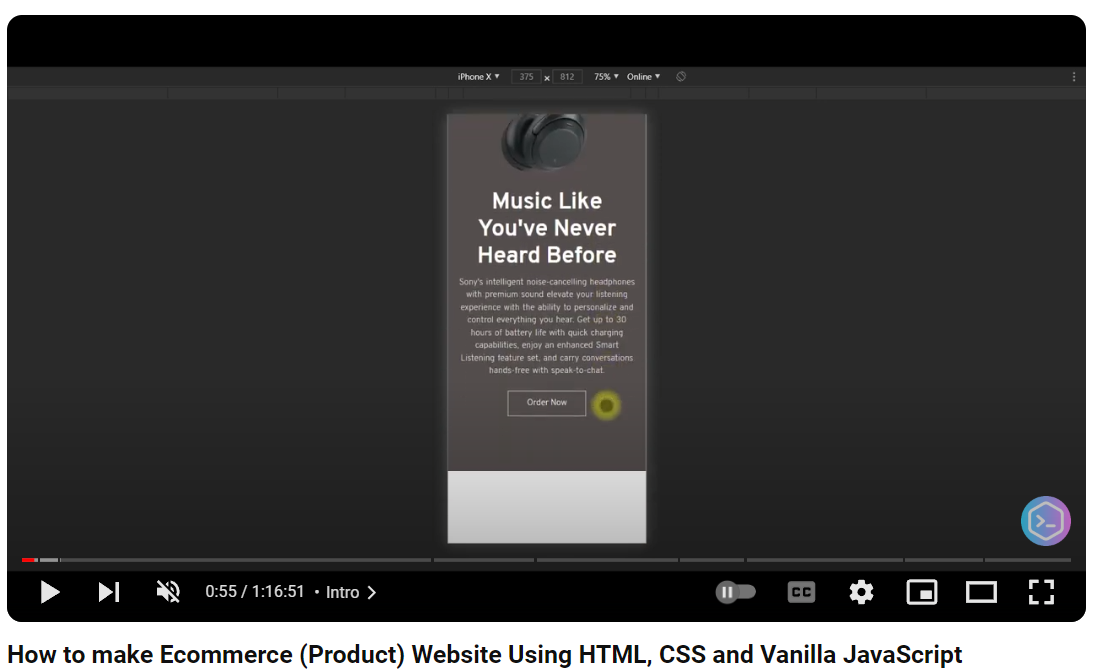 iPhone X ▼ 375 × 812 75% ▼ Online ▼
Music Like
You've Never
Heard Before
Sony's intelligent noise-cancelling headphones
with premium sound elevate your listening
experience with the ability to personalize and
control everything you hear. Get up to 30
hours of battery life with quick charging
capabilities, enjoy an enhanced Smart
Listening feature set, and carry conversations
hands-free with speak-to-chat.
Order Now
0:55 / 1:16:51 • Intro
CC
How to make Ecommerce (Product) Website Using HTML, CSS and Vanilla JavaScript